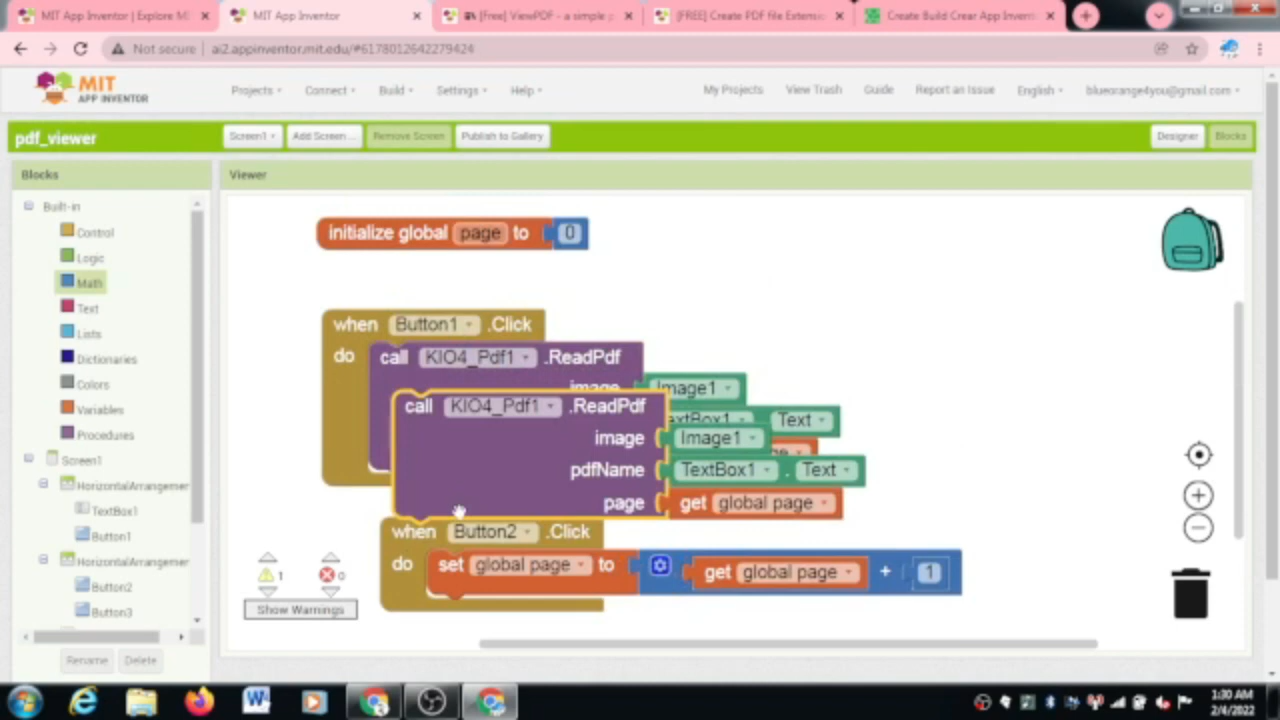 MIT App Inventor | Explore MI
MIT App Inventor
[Free] ViewPDF - a simple p
[FREE] Create PDF file Extensio
Create Build Crear App Invent
Not secure | ai2.appinventor.mit.edu/#6178012642279424
MIT
APP INVENTOR
Projects
Connect
Build
Settings
Help
My Projects
View Trash
Guide
Report an Issue
English
blueorange4you@gmail.com
pdf_viewer
Screen1
Add Screen...
Remove Screen
Publish to Gallery
Designer
Blocks
Blocks
Viewer
Built-in
Control
Logic
Math
Text
Lists
Dictionaries
Colors
Variables
Procedures
Screen1
HorizontalArrangemer
TextBox1
Button1
HorizontalArrangemer
Button2
Button3
Rename
Delete
initialize global page to 0
when Button1 .Click
do call KIO4_Pdf1 .ReadPdf
image Image1
extBox1 . Text
call KIO4_Pdf1 .ReadPdf
image Image1
pdfName TextBox1 . Text
page get global page
when Button2 .Click
do set global page to get global page + 1
1
0
Show Warnings
1:30 AM
2/4/2022